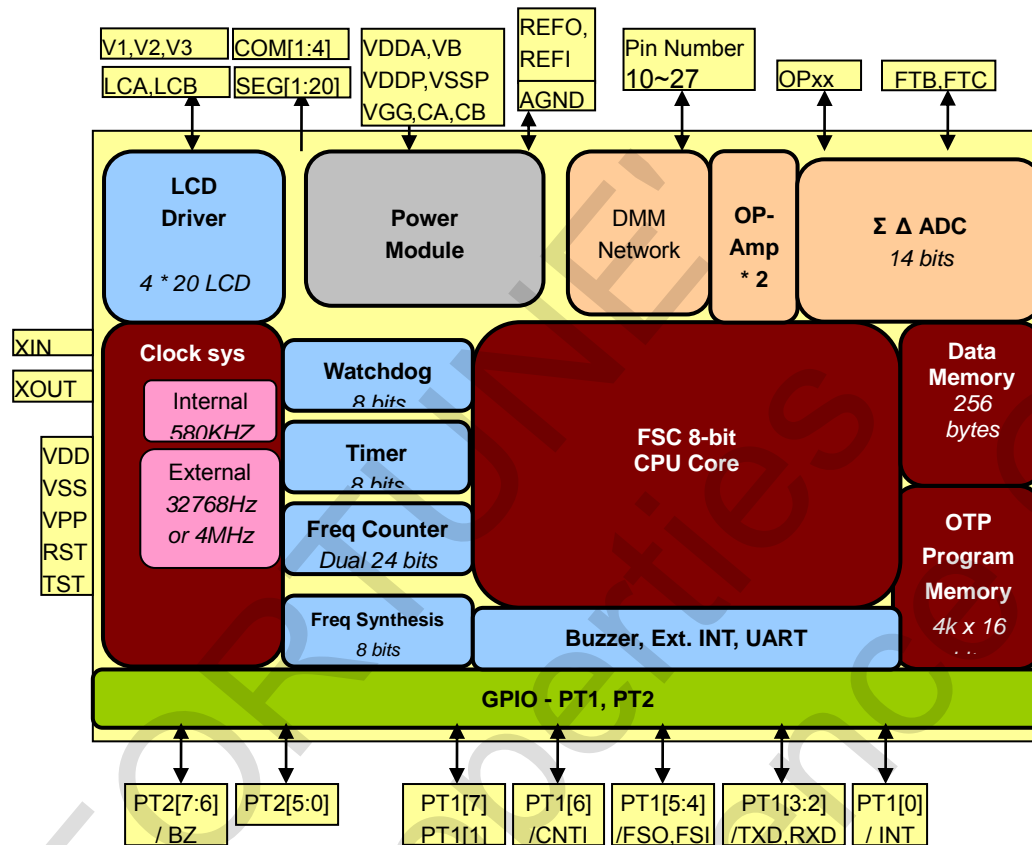 V1,V2,V3
LCA,LCB
COM[1:4]
SEG[1:20]
VDDA,VB
VDDP,VSSP
VGG,CA,CB
REFO,
REFI
AGND
Pin Number
10~27
OPxx
FTB,FTC
LCD
Driver
4 * 20 LCD
Power
Module
DMM
Network
OP-
Amp
* 2
Σ Δ ADC
14 bits
XIN
XOUT
VDD
VSS
VPP
RST
TST
Clock sys
Internal
580KHZ
External
32768Hz
or 4MHz
Watchdog
8 bits
Timer
8 bits
Freq Counter
Dual 24 bits
Freq Synthesis
8 bits
FSC 8-bit
CPU Core
Data
Memory
256
bytes
OTP
Program
Memory
4k x 16
Buzzer, Ext. INT, UART
GPIO - PT1, PT2
PT2[7:6]
/ BZ
PT2[5:0]
PT1[7]
PT1[1]
PT1[6]
/CNTI
PT1[5:4]
/FSO,FSI
PT1[3:2]
/TXD,RXD
PT1[0]
/ INT
FORTUNE'